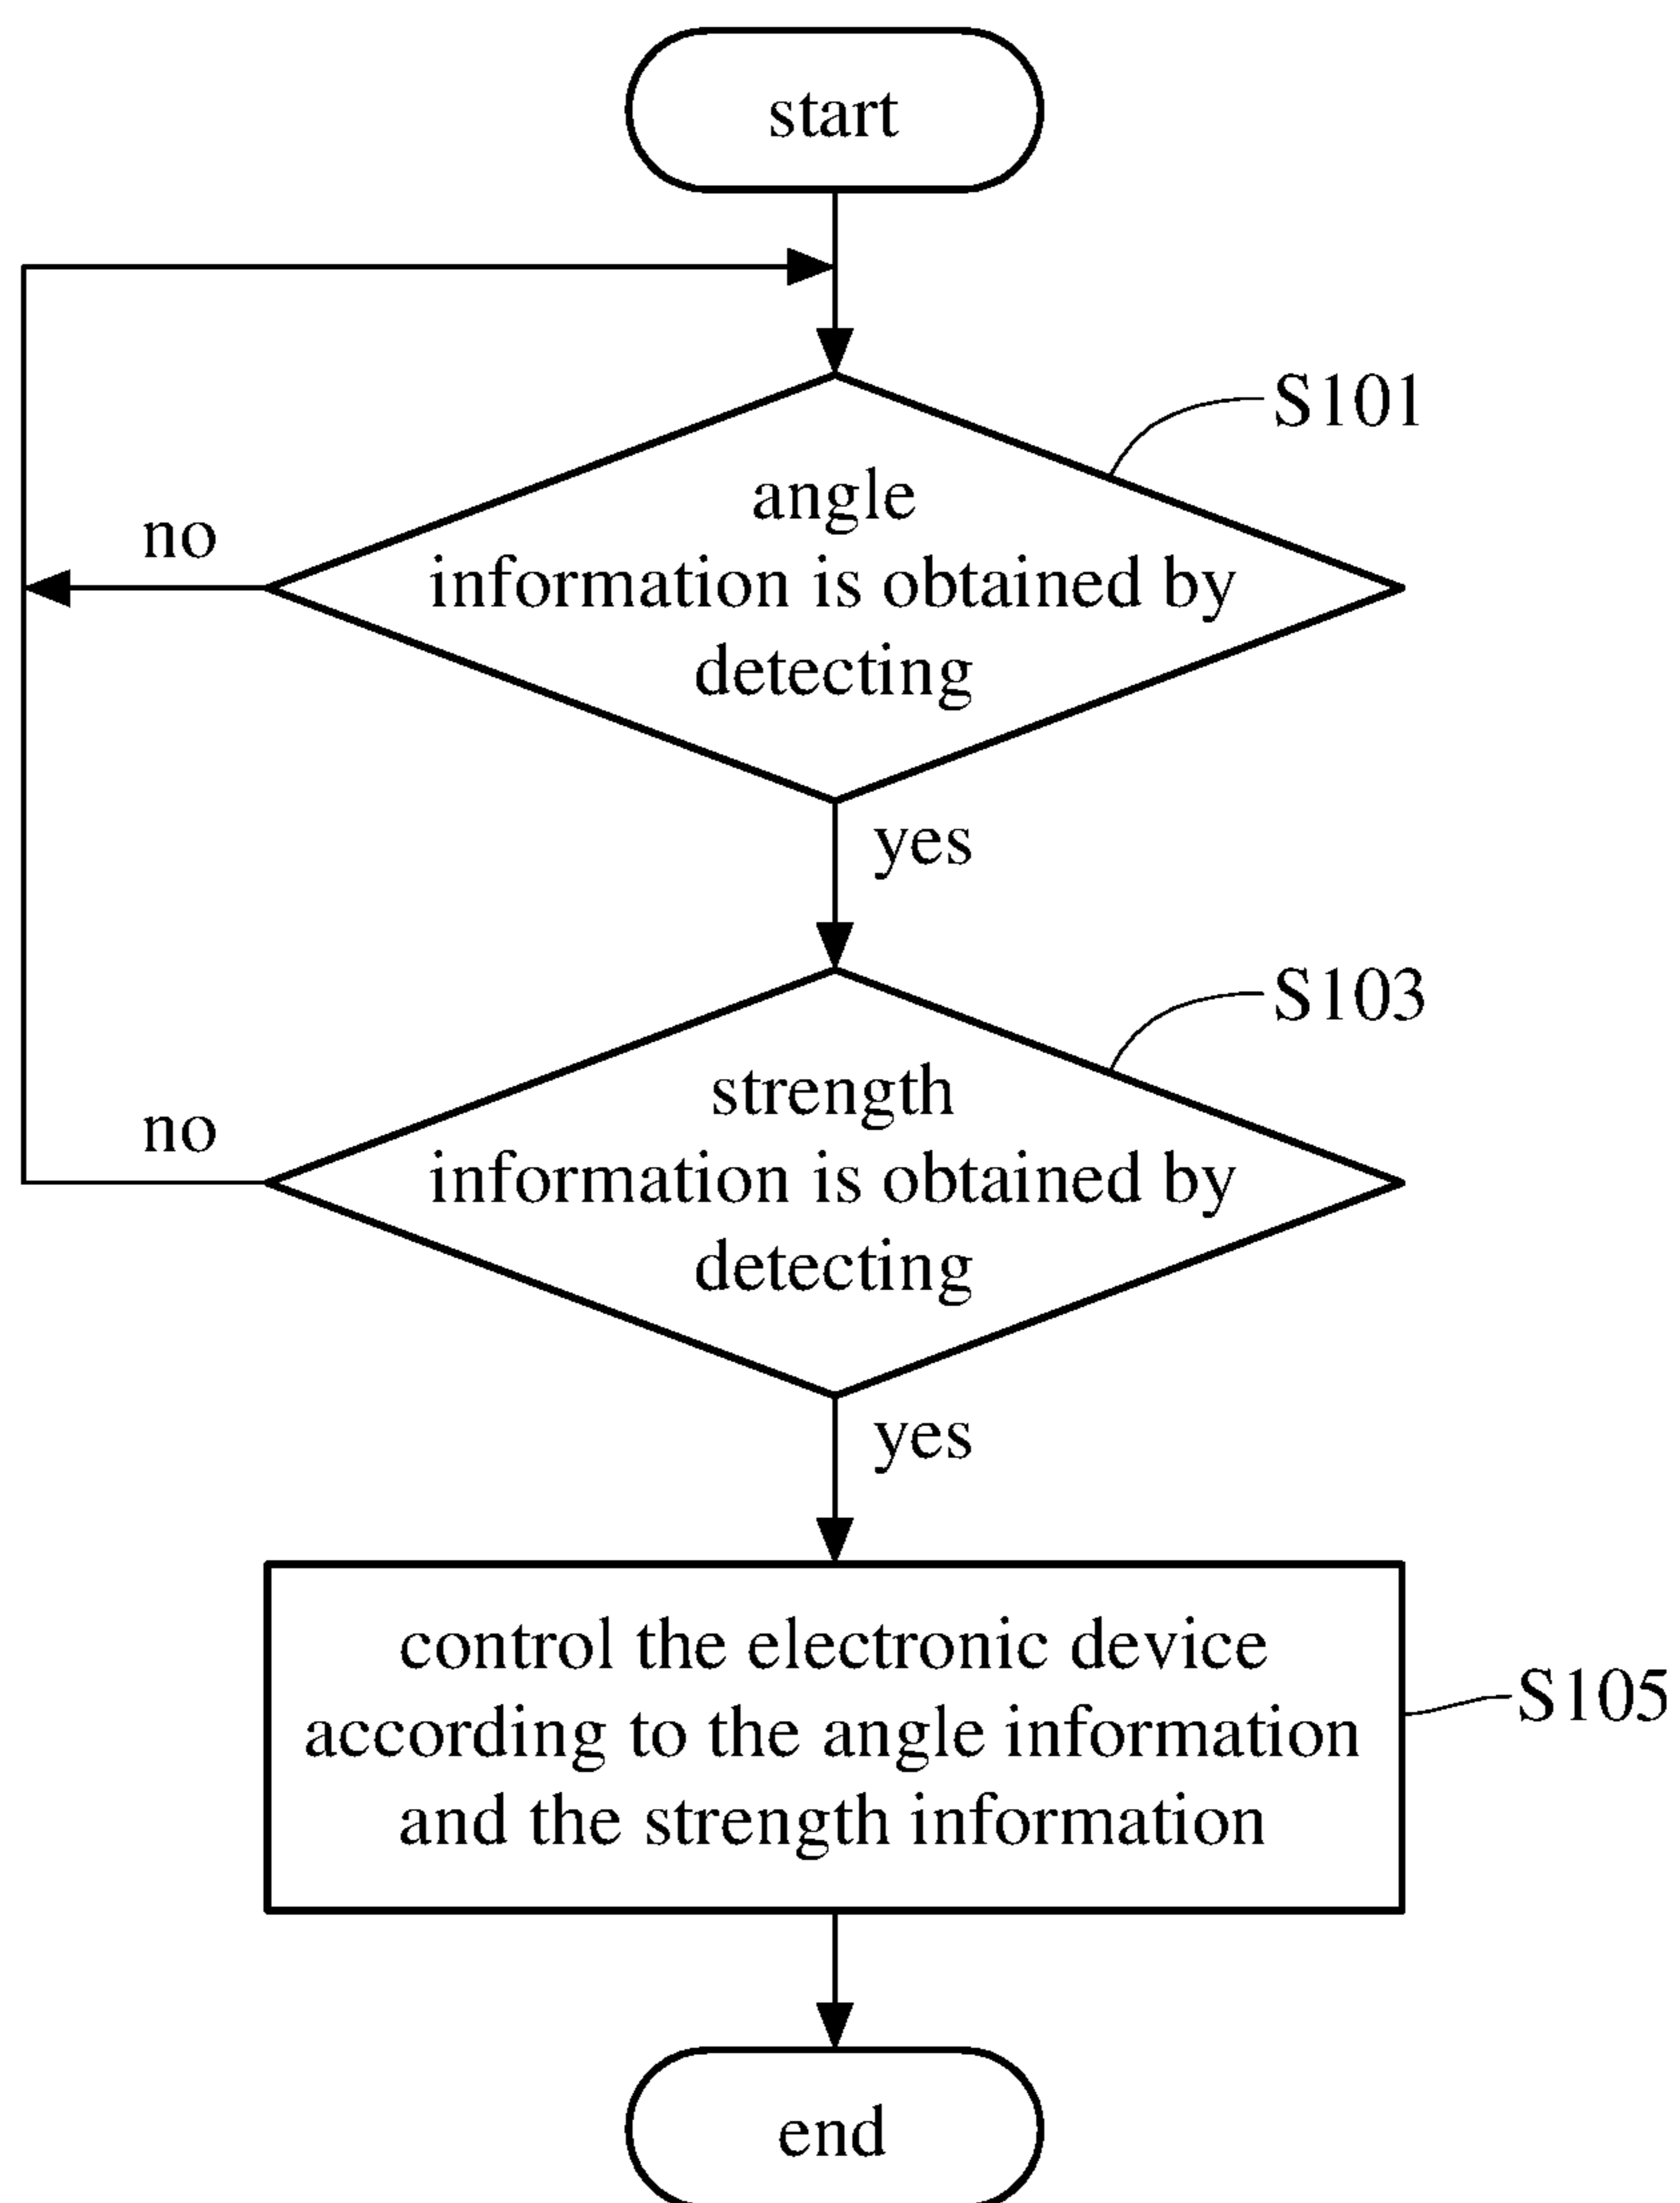 start
S101
angle
information is obtained by
detecting
no
yes
S103
strength
information is obtained by
detecting
no
yes
control the electronic device
according to the angle information
and the strength information
S105
end